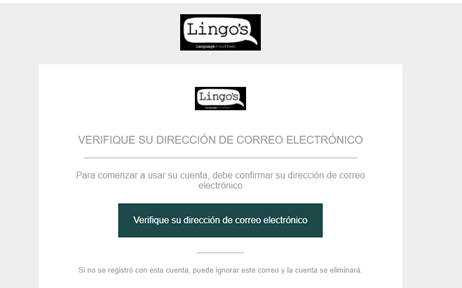 Lingo's
Lingo's
VERIFIQUE SU DIRECCIÓN DE CORREO ELECTRÓNICO
Para comenzar a usar su cuenta, debe confirmar su dirección de correo
electrónico
Verifique su dirección de correo electrónico
Si no se registró con esta cuenta, puede ignorar este correo y la cuenta se eliminará.